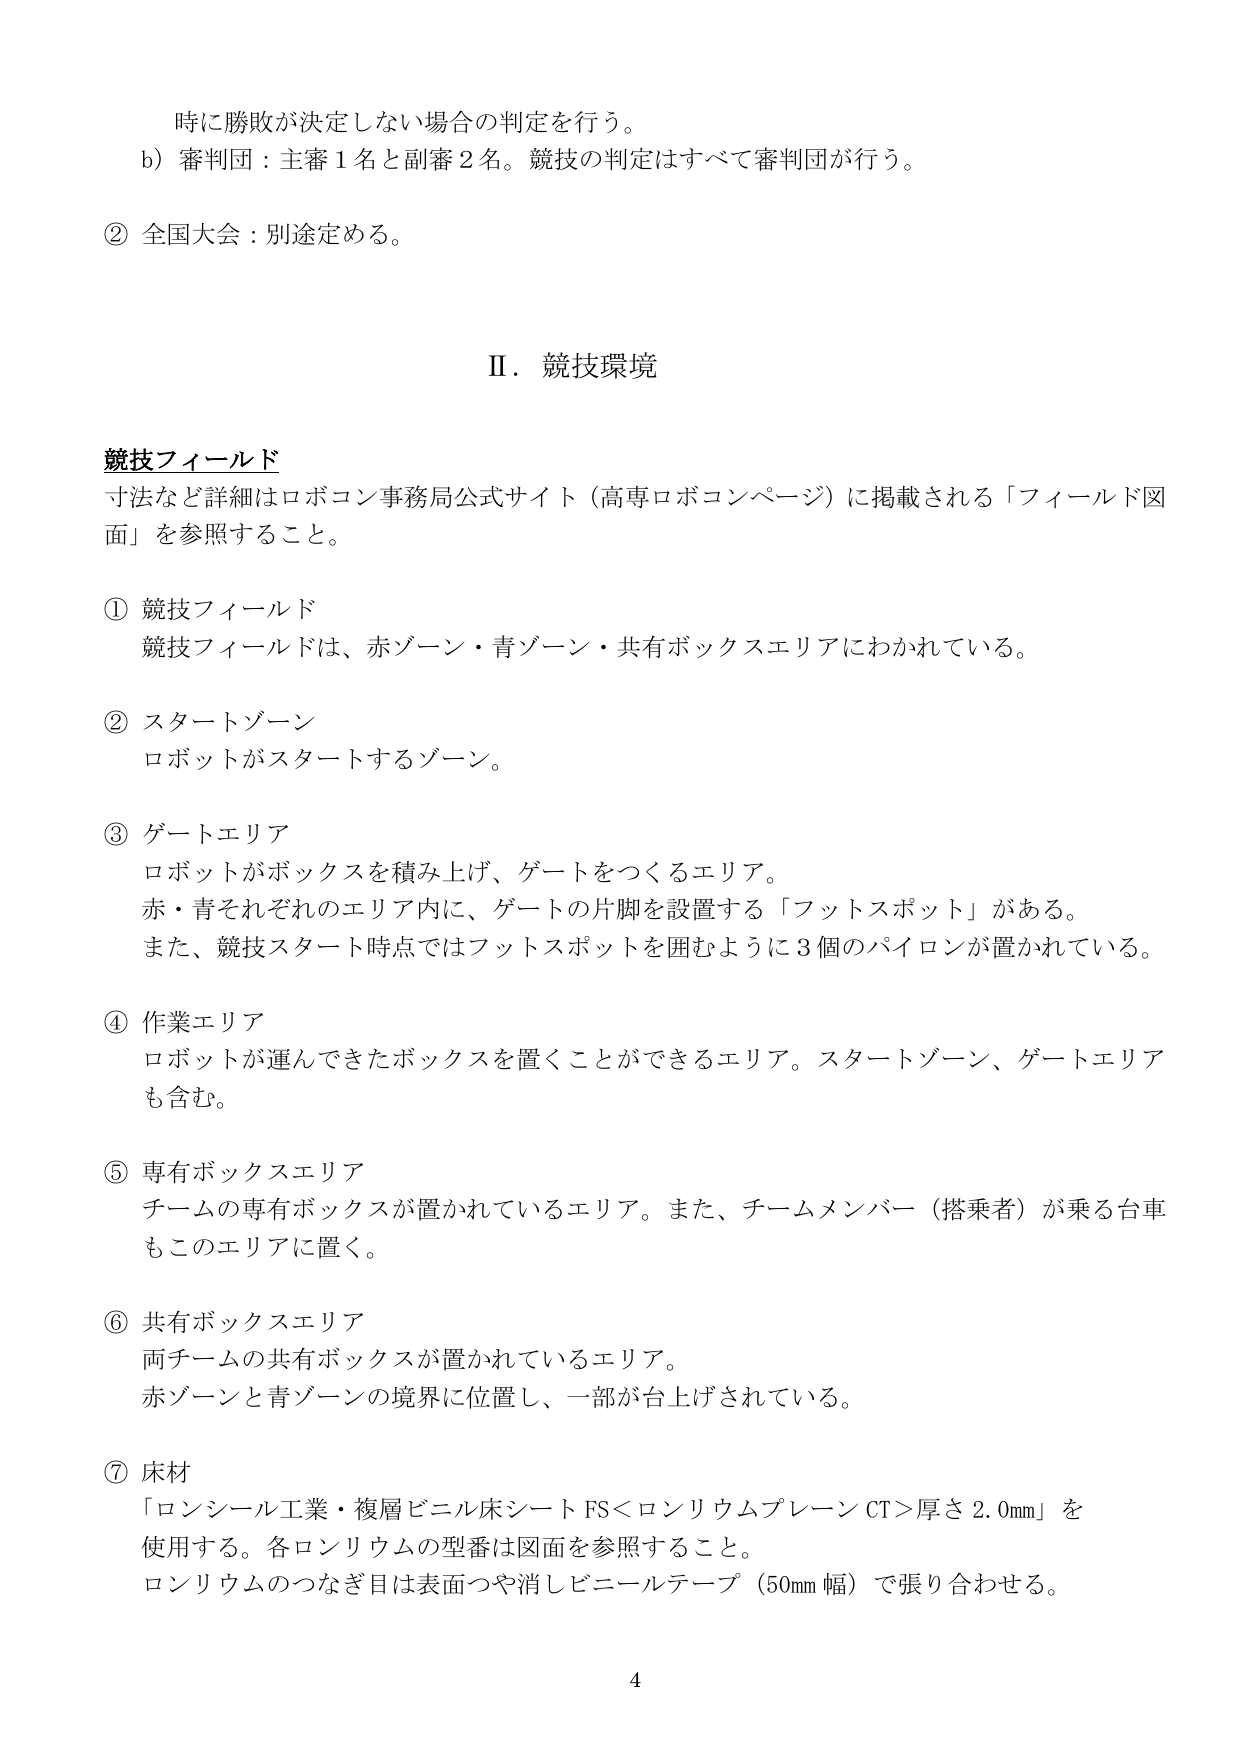 時に勝敗が決定しない場合の判定を行う。
b）審判団：主審１名と副審２名。競技の判定はすべて審判団が行う。
② 全国大会：別途定める。
Ⅱ．競技環境
競技フィールド
寸法など詳細はロボコン事務局公式サイト（高専ロボコンページ）に掲載される「フィールド図
面」を参照すること。
① 競技フィールド
競技フィールドは、赤ゾーン・青ゾーン・共有ボックスエリアにわかれている。
② スタートゾーン
ロボットがスタートするゾーン。
③ ゲートエリア
ロボットがボックスを積み上げ、ゲートをつくるエリア。
赤・青それぞれのエリア内に、ゲートの片脚を設置する「フットスポット」がある。
また、競技スタート時点ではフットスポットを囲むように３個のパイロンが置かれている。
④ 作業エリア
ロボットが運んできたボックスを置くことができるエリア。スタートゾーン、ゲートエリア
も含む。
⑤ 専有ボックスエリア
チームの専有ボックスが置かれているエリア。また、チームメンバー（搭乗者）が乗る台車
もこのエリアに置く。
⑥ 共有ボックスエリア
両チームの共有ボックスが置かれているエリア。
赤ゾーンと青ゾーンの境界に位置し、一部が台上げされている。
⑦ 床材
「ロンシール工業・複層ビニル床シート FS＜ロンリウムプレーン CT＞厚さ 2.0mm」を
使用する。各ロンリウムの型番は図面を参照すること。
ロンリウムのつなぎ目は表面つや消しビニールテープ（50mm 幅）で張り合わせる。
4